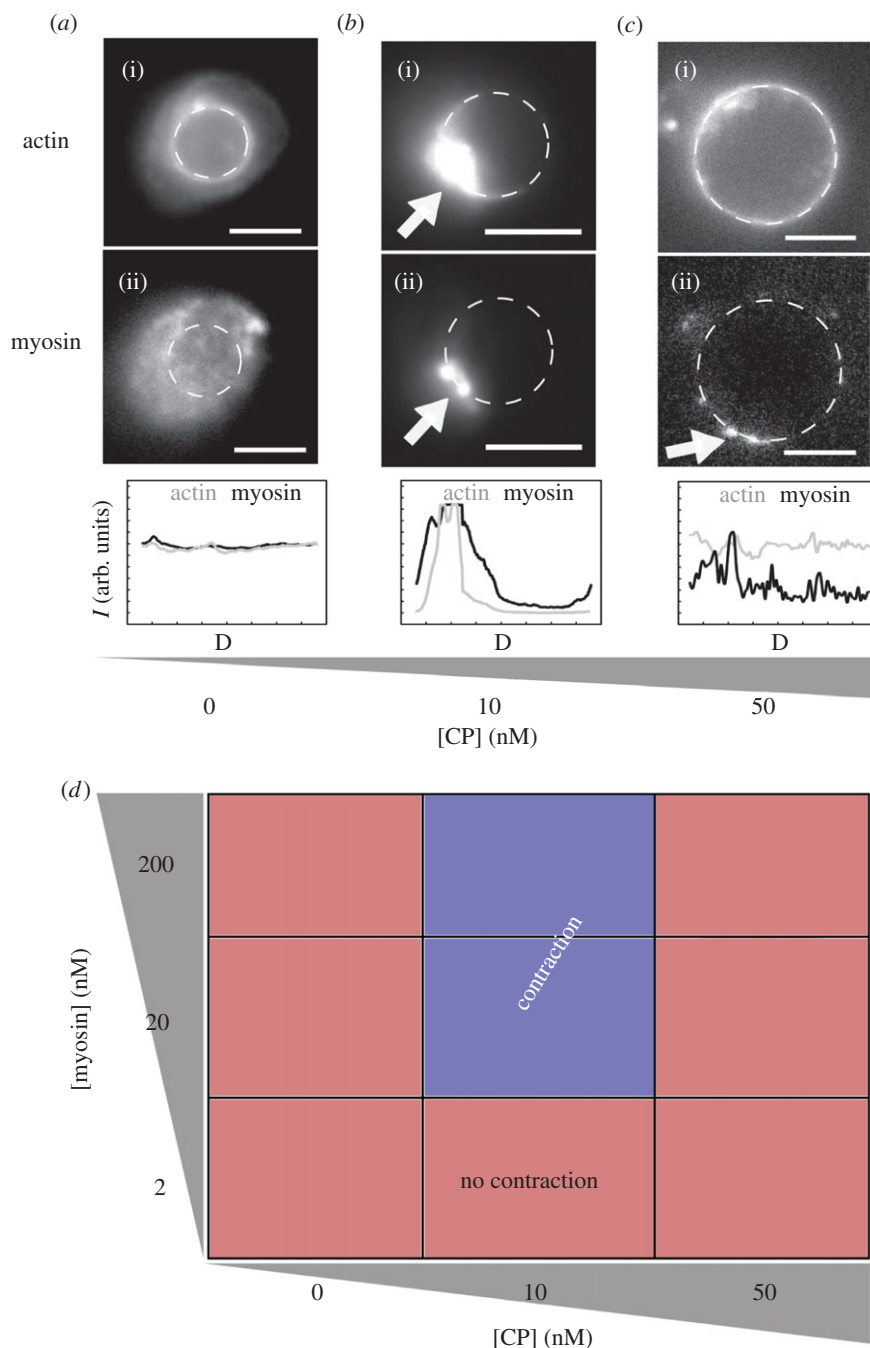 (a)
(b)
(c)
actin
(i)
(i)
(i)
myosin
(ii)
(ii)
(ii)
I (arb. units)
actin myosin
actin myosin
actin myosin
D
D
D
0
10
50
[CP] (nM)
(d)
[myosin] (nM)
200
20
2
contraction
no contraction
0
10
50
[CP] (nM)